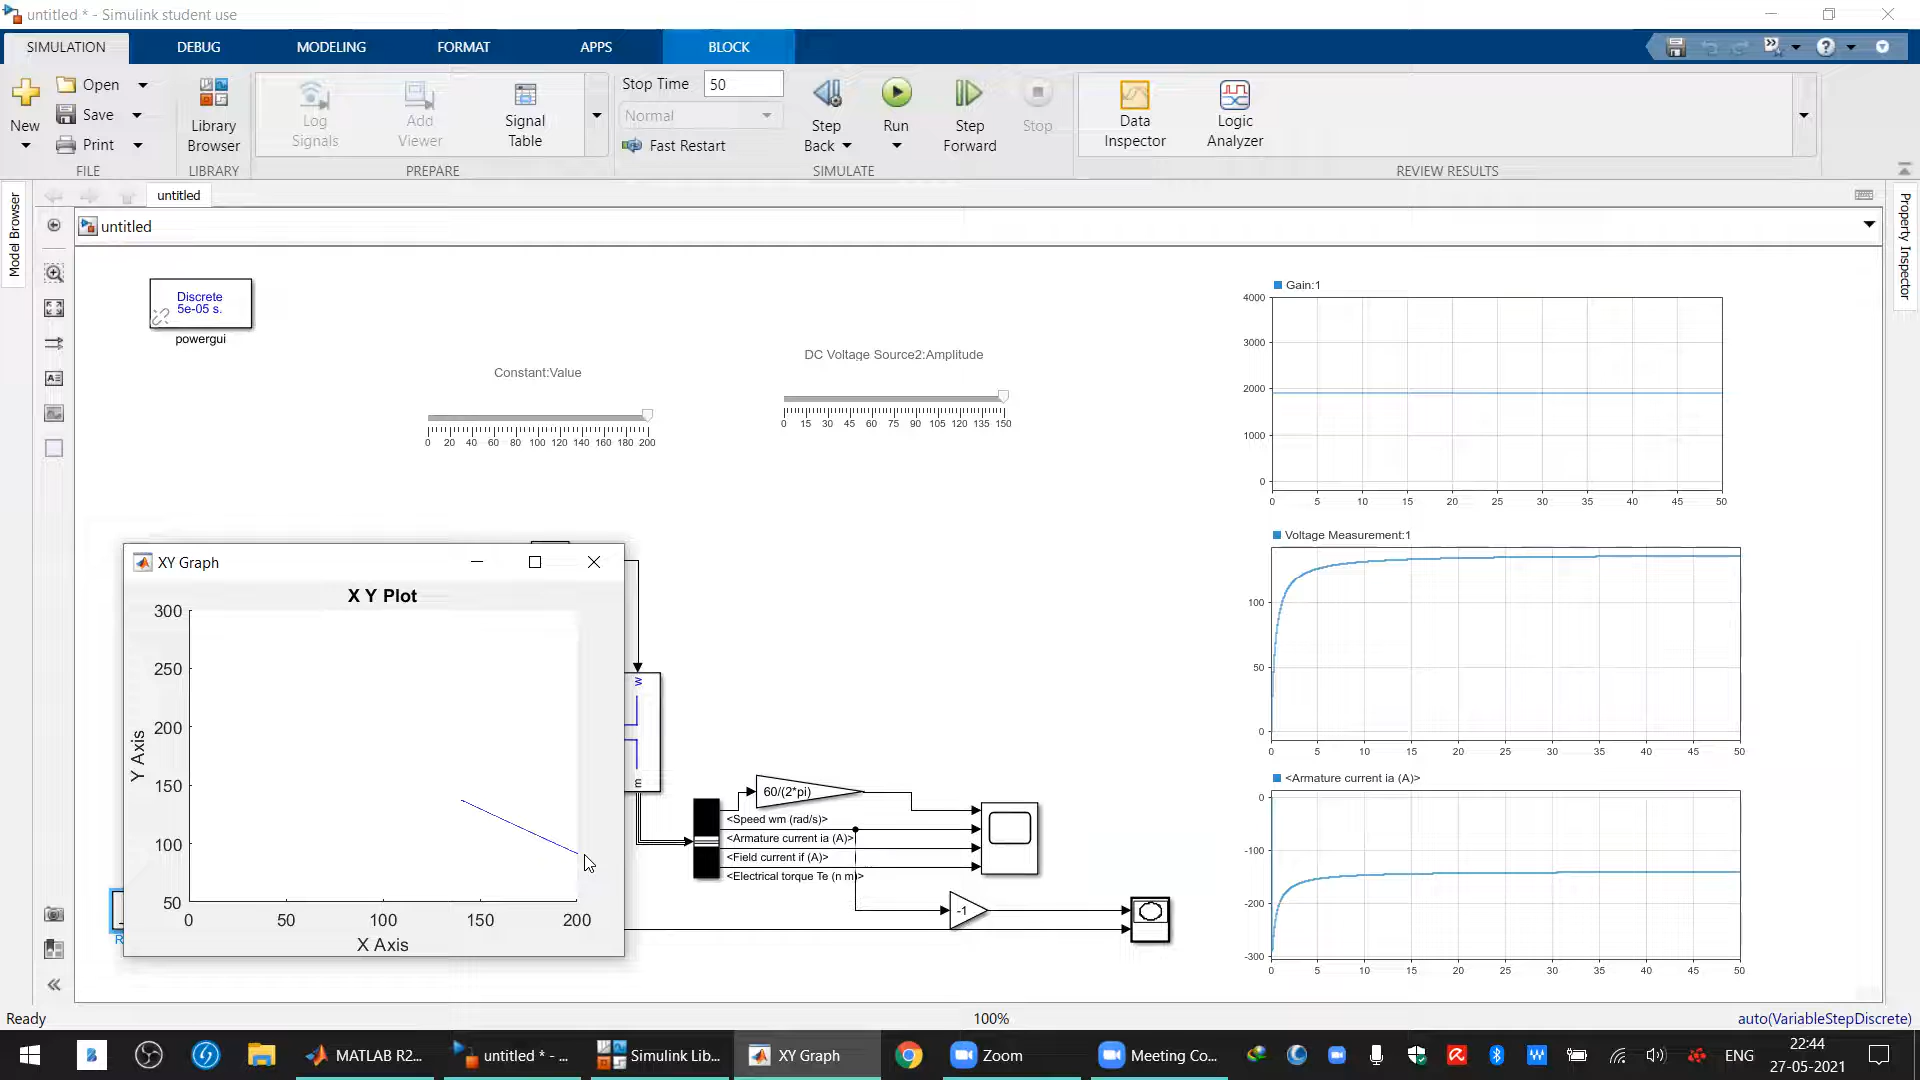 untitled * - Simulink student use
SIMULATION DEBUG MODELING FORMAT APPS BLOCK
New
Open
Save
Print
FILE
Library Browser
LIBRARY
Log Signals
Add Viewer
Signal Table
PREPARE
Stop Time 50
Normal
Fast Restart
Step Back
Run
Step Forward
Stop
SIMULATE
Data Inspector
Logic Analyzer
REVIEW RESULTS
Model Browser
untitled
untitled
Property Inspector
Discrete
5e-05 s.
powergui
Constant:Value
0 20 40 60 80 100 120 140 160 180 200
DC Voltage Source2:Amplitude
0 15 30 45 60 75 90 105 120 135 150
Gain:1
4000
3000
2000
1000
0
0 5 10 15 20 25 30 35 40 45 50
Voltage Measurement:1
100
50
0
0 5 10 15 20 25 30 35 40 45 50
<Armature current ia (A)>
0
-100
-200
-300
0 5 10 15 20 25 30 35 40 45 50
XY Graph
X Y Plot
300
250
200
150
100
50
0 50 100 150 200
Y Axis
X Axis
w
m
60/(2*pi)
<Speed wm (rad/s)>
<Armature current ia (A)>
<Field current if (A)>
<Electrical torque Te (n m)>
-1
R
Ready
100%
auto(VariableStepDiscrete)
MATLAB R2...
untitled * - ...
Simulink Lib...
XY Graph
Zoom
Meeting Co...
ENG
22:44
27-05-2021